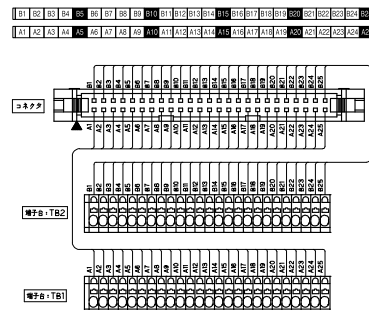 B1 B2 B3 B4 B5 B6 B7 B8 B9 B10 B11 B12 B13 B14 B15 B16 B17 B18 B19 B20 B21 B22 B23 B24
A1 A2 A3 A4 A5 A6 A7 A8 A9 A10 A11 A12 A13 A14 A15 A16 A17 A18 A19 A20 A21 A22 A23 A24
B1 B2 B3 B4 B5 B6 B7 B8 B9 B10 B11 B12 B13 B14 B15 B16 B17 B18 B19 B20 B21 B22 B23 B24 B25
コネクタ
A1 A2 A3 A4 A5 A6 A7 A8 A9 A10 A11 A12 A13 A14 A15 A16 A17 A18 A19 A20 A21 A22 A23 A24 A25
B1 B2 B3 B4 B5 B6 B7 B8 B9 B10 B11 B12 B13 B14 B15 B16 B17 B18 B19 B20 B21 B22 B23 B24 B25
端子台:TB2
A1 A2 A3 A4 A5 A6 A7 A8 A9 A10 A11 A12 A13 A14 A15 A16 A17 A18 A19 A20 A21 A22 A23 A24 A25
端子台:TB1